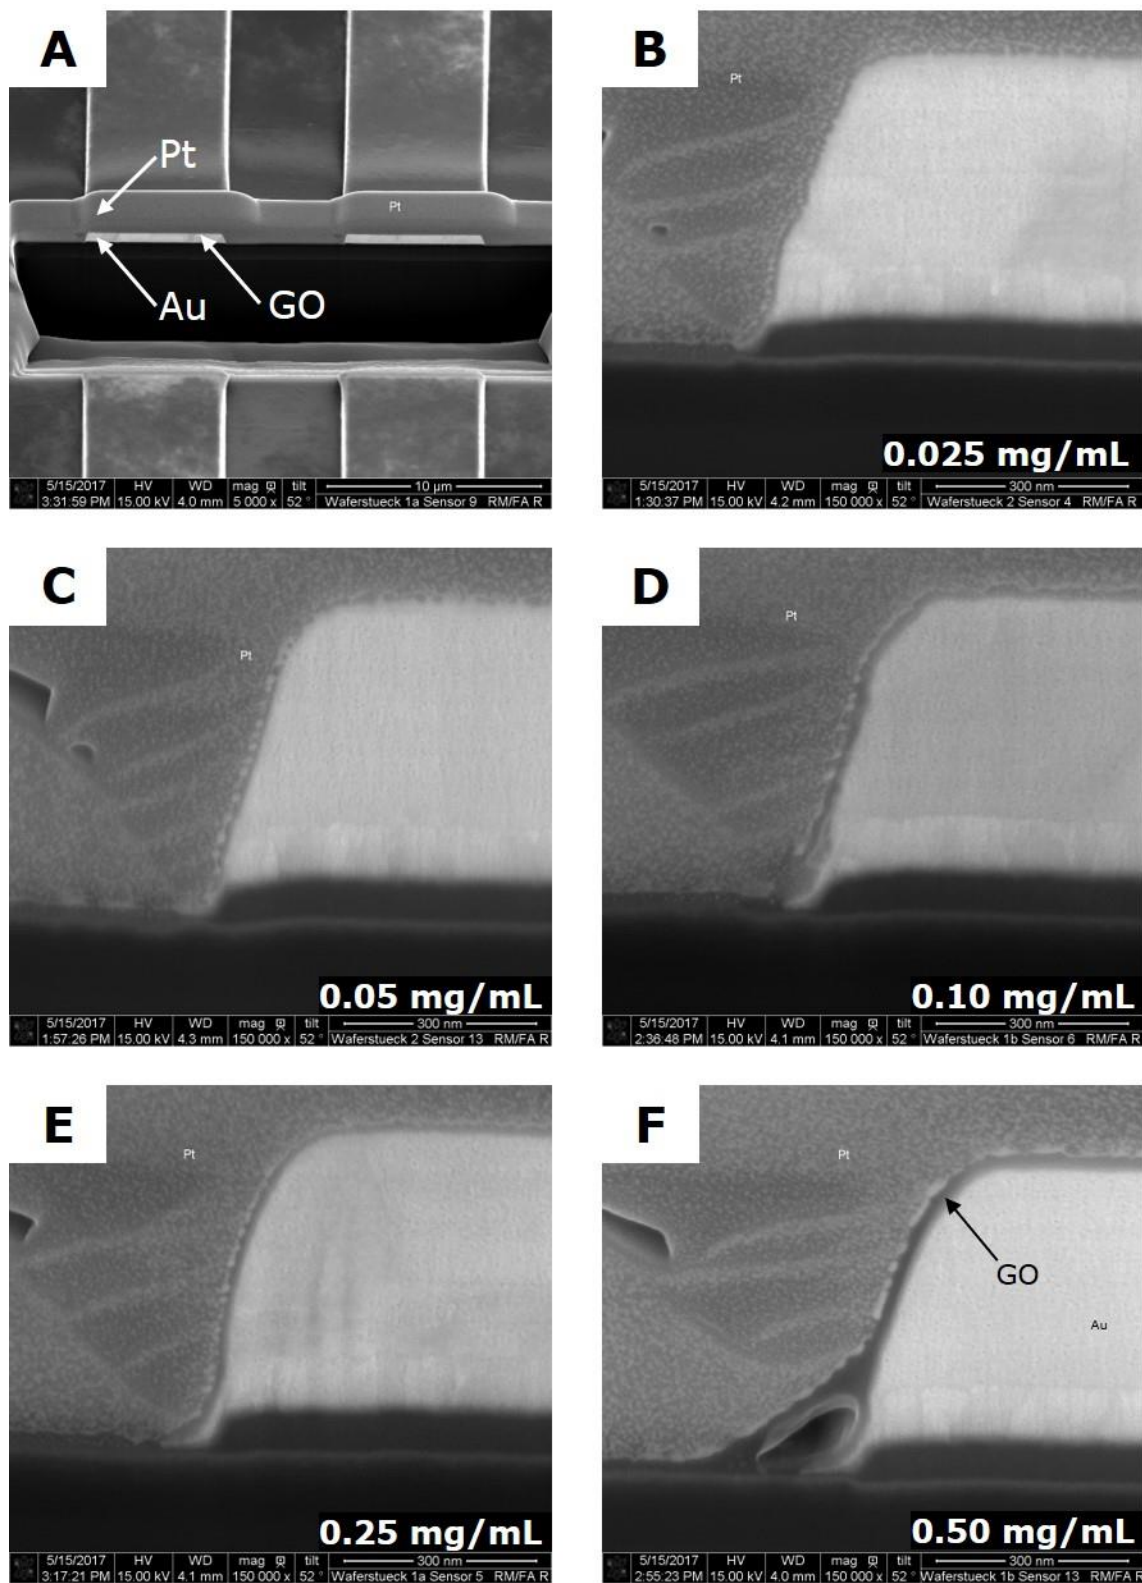 A
Pt
Pt
Au
GO
5/15/2017 HV WD mag tilt 10 µm
3:31:59 PM 15.00 kV 4.0 mm 5 000 x 52 ° Waferstueck 1a Sensor 9 RM/FA R
B
Pt
0.025 mg/mL
5/15/2017 HV WD mag tilt 300 nm
1:30:37 PM 15.00 kV 4.2 mm 150 000 x 52 ° Waferstueck 2 Sensor 4 RM/FA R
C
Pt
0.05 mg/mL
5/15/2017 HV WD mag tilt 300 nm
1:57:26 PM 15.00 kV 4.3 mm 150 000 x 52 ° Waferstueck 2 Sensor 13 RM/FA R
D
Pt
0.10 mg/mL
5/15/2017 HV WD mag tilt 300 nm
2:36:48 PM 15.00 kV 4.1 mm 150 000 x 52 ° Waferstueck 1b Sensor 6 RM/FA R
E
Pt
0.25 mg/mL
5/15/2017 HV WD mag tilt 300 nm
3:17:21 PM 15.00 kV 4.1 mm 150 000 x 52 ° Waferstueck 1a Sensor 5 RM/FA R
F
Pt
GO
Au
0.50 mg/mL
5/15/2017 HV WD mag tilt 300 nm
2:55:23 PM 15.00 kV 4.1 mm 150 000 x 52 ° Waferstueck 1b Sensor 13 RM/FA R